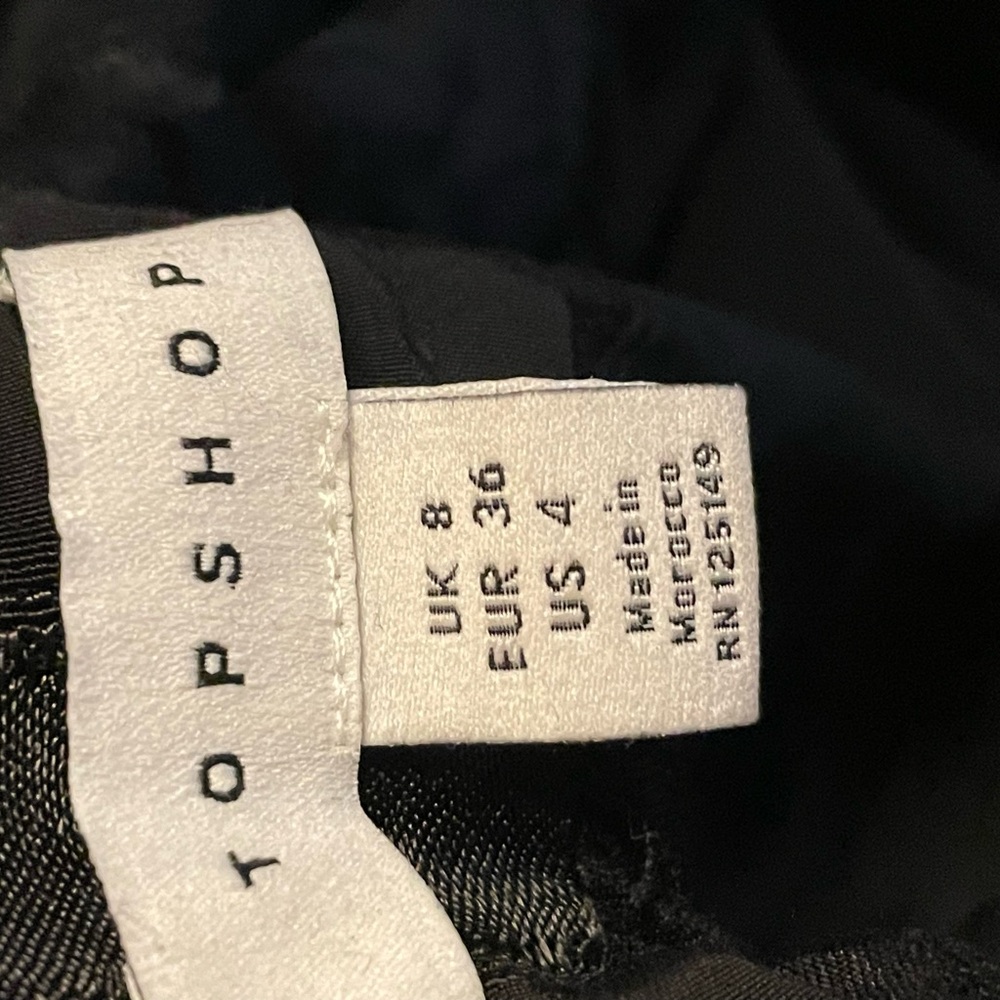 TOPSHOP
UK 8
EUR 36
US 4
Made in
Morocco
RN 125149